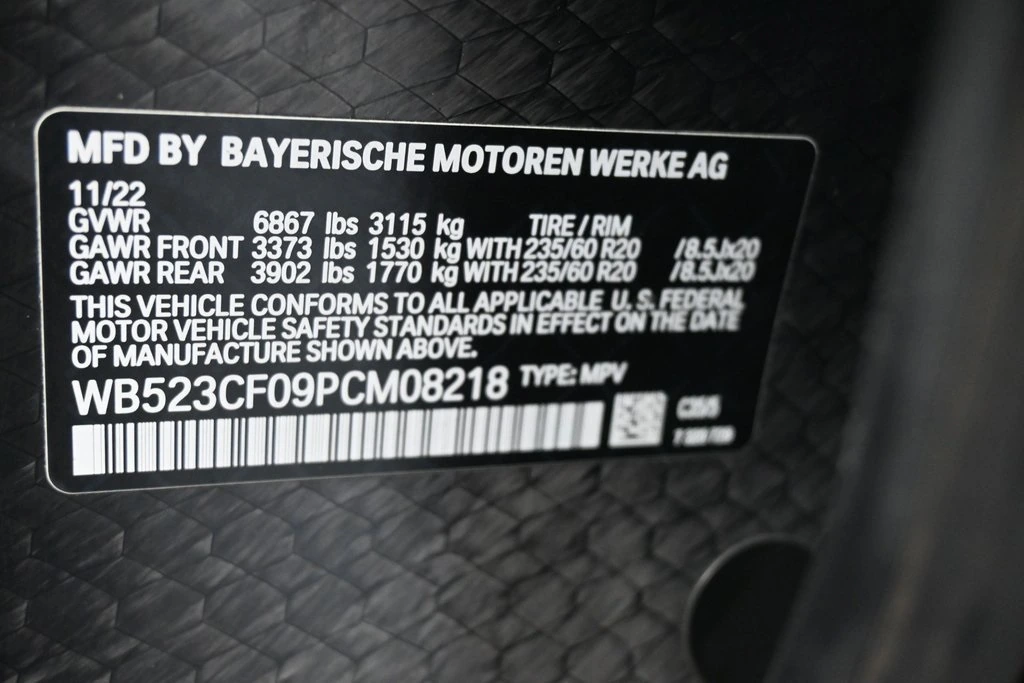 MFD BY BAYERISCHE MOTOREN WERKE AG
11/22
GVWR 6867 lbs 3115 kg TIRE / RIM
GAWR FRONT 3373 lbs 1530 kg WITH 235/60 R20 /8.5Jx20
GAWR REAR 3902 lbs 1770 kg WITH 235/60 R20 /8.5Jx20
THIS VEHICLE CONFORMS TO ALL APPLICABLE U. S. FEDERAL
MOTOR VEHICLE SAFETY STANDARDS IN EFFECT ON THE DATE
OF MANUFACTURE SHOWN ABOVE.
WB523CF09PCM08218 TYPE: MPV